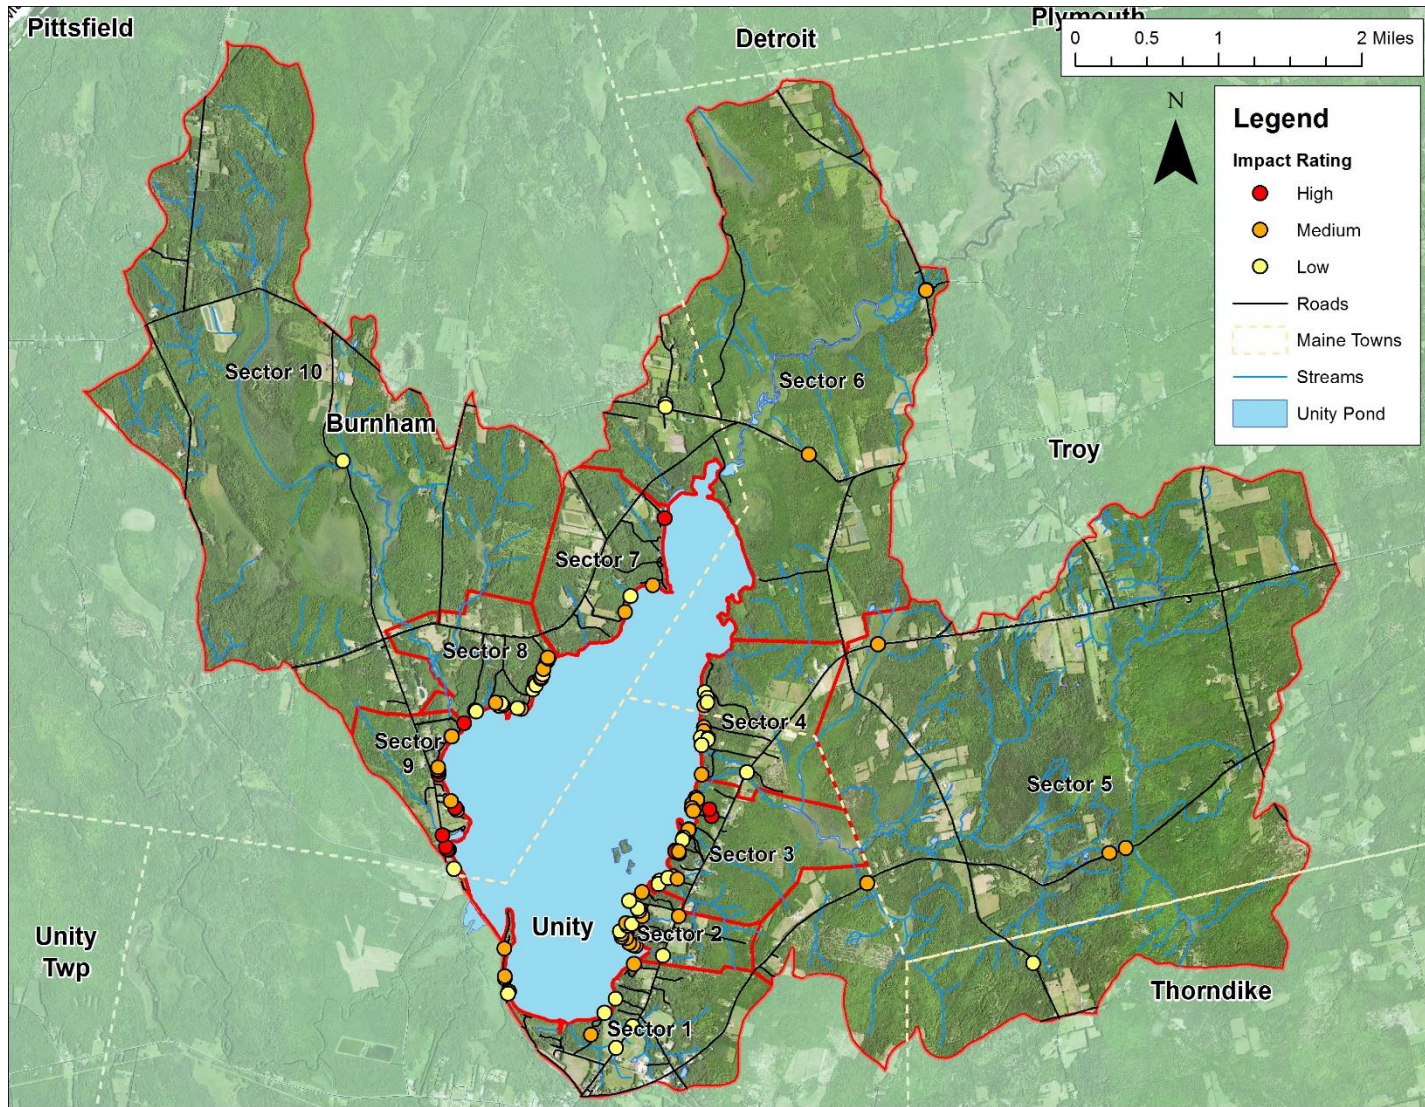 Pittsfield
Detroit
Plymouth
0 0.5 1 2 Miles
N
Legend
Impact Rating
High
Medium
Low
Roads
Maine Towns
Streams
Unity Pond
Sector 10
Burnham
Sector 6
Troy
Sector 7
Sector 8
Sector 9
Sector 4
Sector 5
Sector 3
Unity
Sector 2
Unity
Twp
Thorndike
Sector 1